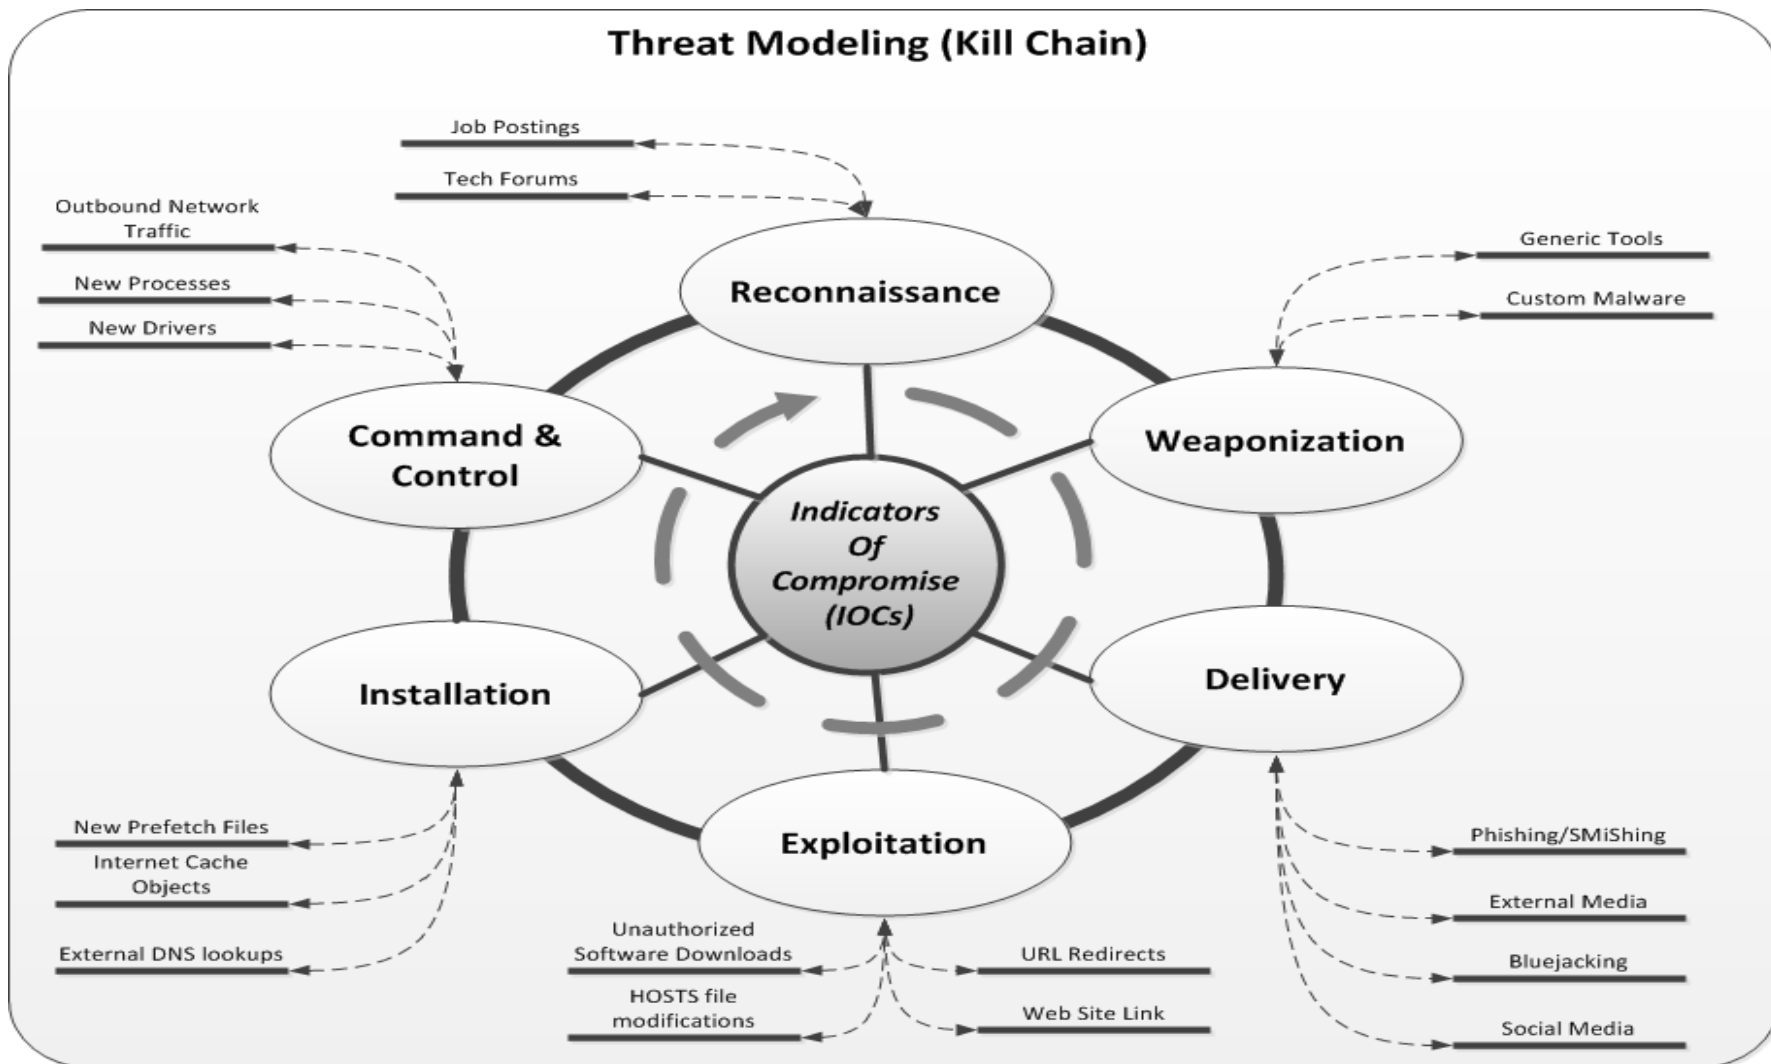 Threat Modeling (Kill Chain)
Job Postings
Tech Forums
Outbound Network
Traffic
New Processes
New Drivers
Generic Tools
Custom Malware
Reconnaissance
Command &
Control
Weaponization
Indicators
Of
Compromise
(IOCs)
Installation
Delivery
Exploitation
New Prefetch Files
Internet Cache
Objects
External DNS lookups
Unauthorized
Software Downloads
HOSTS file
modifications
URL Redirects
Web Site Link
Phishing/SMiShing
External Media
Bluejacking
Social Media